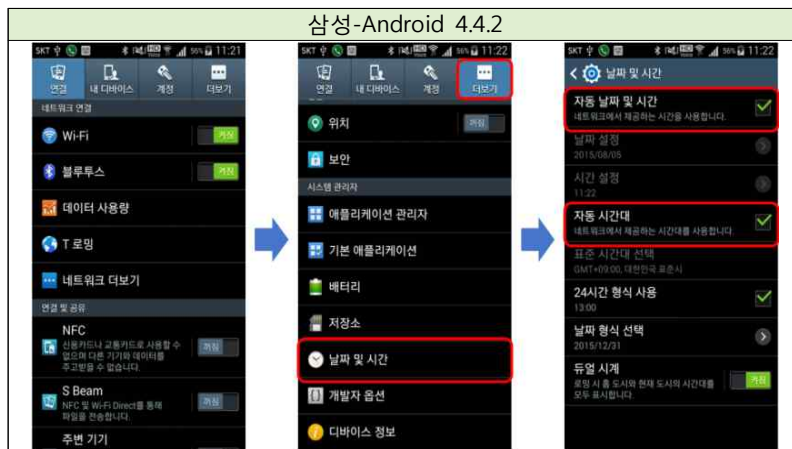 삼성-Android 4.4.2
SKT 56% 11:21
연결 내 디바이스 계정 더보기
네트워크 연결
Wi-Fi 켜짐
블루투스 켜짐
데이터 사용량
T 로밍
네트워크 더보기
연결 및 공유
NFC
신용카드나 교통카드로 사용할 수
없으며 다른 기기와 데이터를
주고받을 수 없습니다.
꺼짐
S Beam
NFC 및 Wi-Fi Direct를 통해
파일을 전송합니다.
꺼짐
주변 기기
SKT 56% 11:22
연결 내 디바이스 계정 더보기
위치 꺼짐
보안
시스템 관리자
애플리케이션 관리자
기본 애플리케이션
배터리
저장소
날짜 및 시간
개발자 옵션
디바이스 정보
SKT 56% 11:22
날짜 및 시간
자동 날짜 및 시간
네트워크에서 제공하는 시간을 사용합니다.
날짜 설정
2015/08/05
시간 설정
11:22
자동 시간대
네트워크에서 제공하는 시간대를 사용합니다.
표준 시간대 선택
GMT+09:00, 대한민국 표준시
24시간 형식 사용
13:00
날짜 형식 선택
2015/12/31
듀얼 시계
로밍 시 홈 도시와 현재 도시의 시간대를
모두 표시합니다.
켜짐